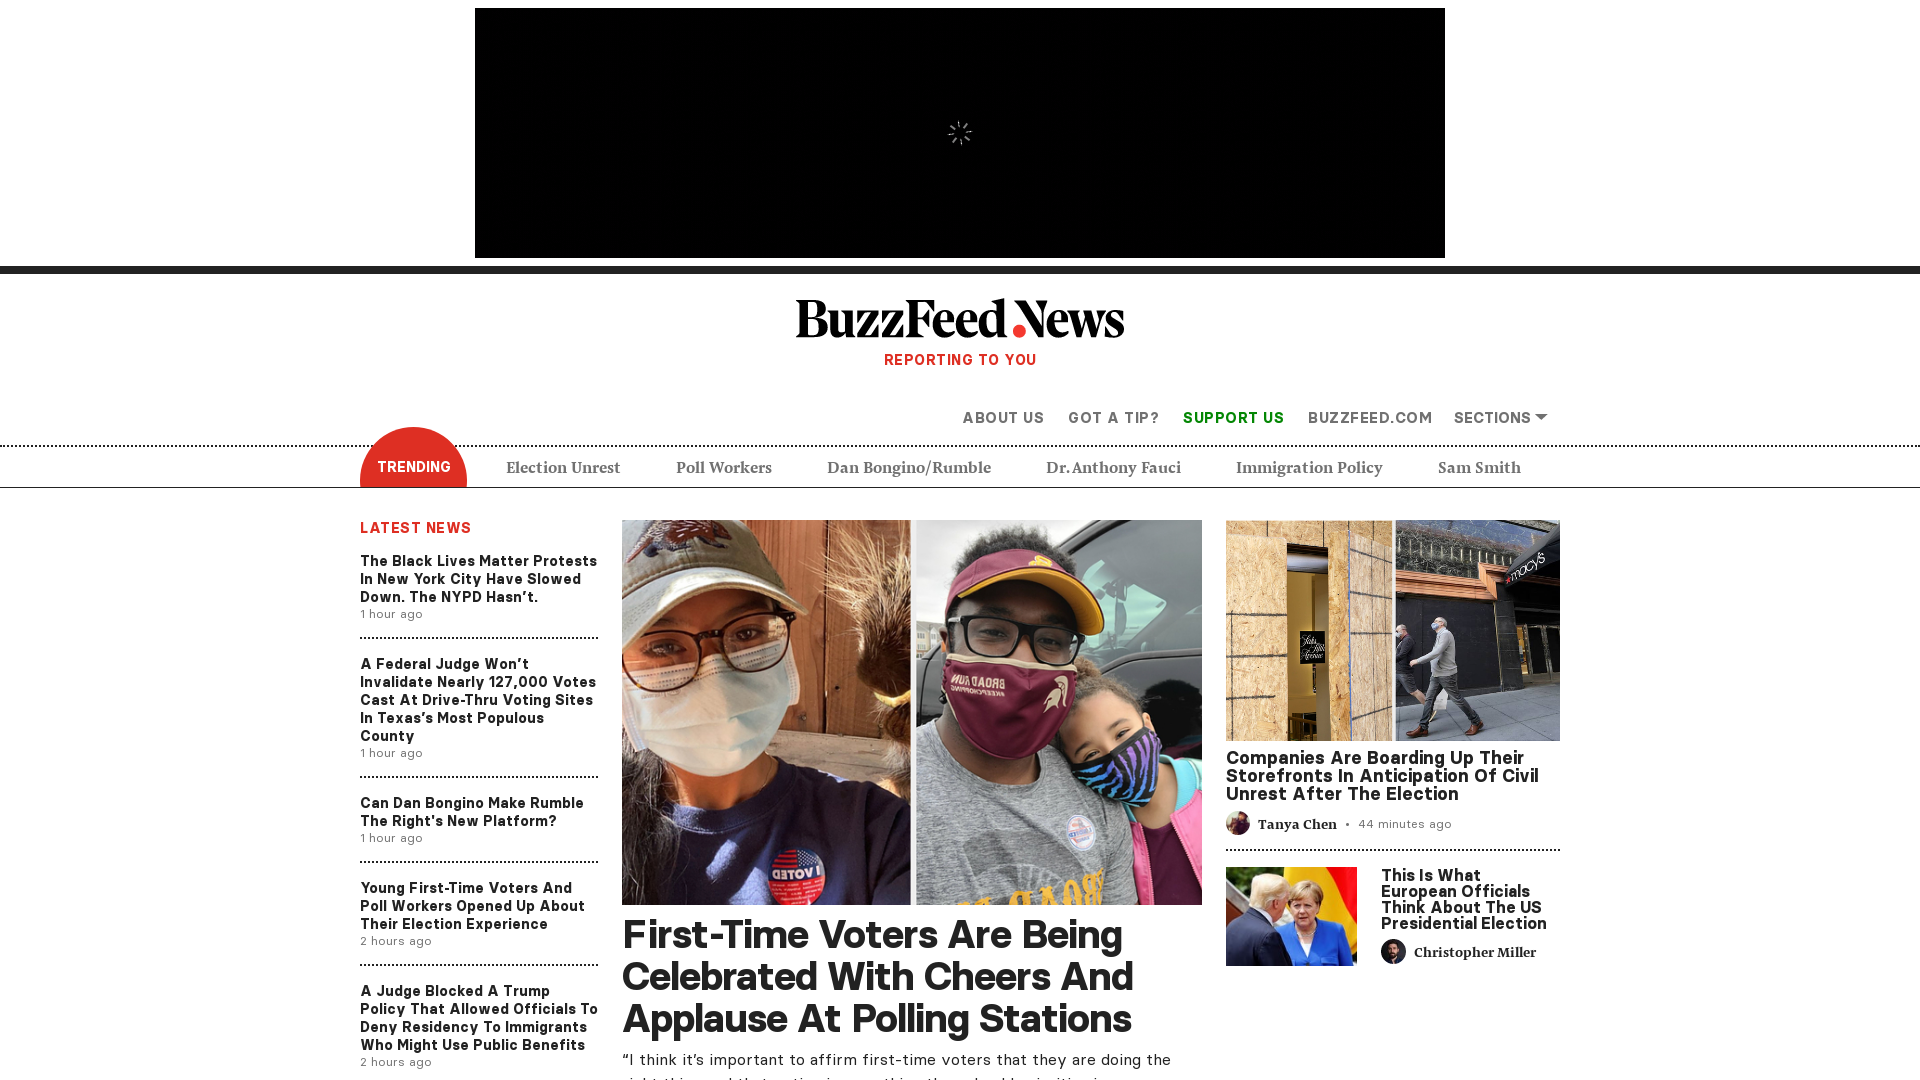 BuzzFeed News
REPORTING TO YOU
ABOUT US
GOT A TIP?
SUPPORT US
BUZZFEED.COM
SECTIONS
TRENDING
Election Unrest
Poll Workers
Dan Bongino/Rumble
Dr. Anthony Fauci
Immigration Policy
Sam Smith
LATEST NEWS
The Black Lives Matter Protests
In New York City Have Slowed
Down. The NYPD Hasn’t.
1 hour ago
A Federal Judge Won’t
Invalidate Nearly 127,000 Votes
Cast At Drive-Thru Voting Sites
In Texas’s Most Populous
County
1 hour ago
Can Dan Bongino Make Rumble
The Right's New Platform?
1 hour ago
Young First-Time Voters And
Poll Workers Opened Up About
Their Election Experience
2 hours ago
A Judge Blocked A Trump
Policy That Allowed Officials To
Deny Residency To Immigrants
Who Might Use Public Benefits
2 hours ago
I VOTED
BROAD RUN
#KEEPCHOPPING
First-Time Voters Are Being
Celebrated With Cheers And
Applause At Polling Stations
“I think it’s important to affirm first-time voters that they are doing the
Saks
Fifth
Avenue
macy's
Companies Are Boarding Up Their
Storefronts In Anticipation Of Civil
Unrest After The Election
Tanya Chen • 44 minutes ago
This Is What
European Officials
Think About The US
Presidential Election
Christopher Miller